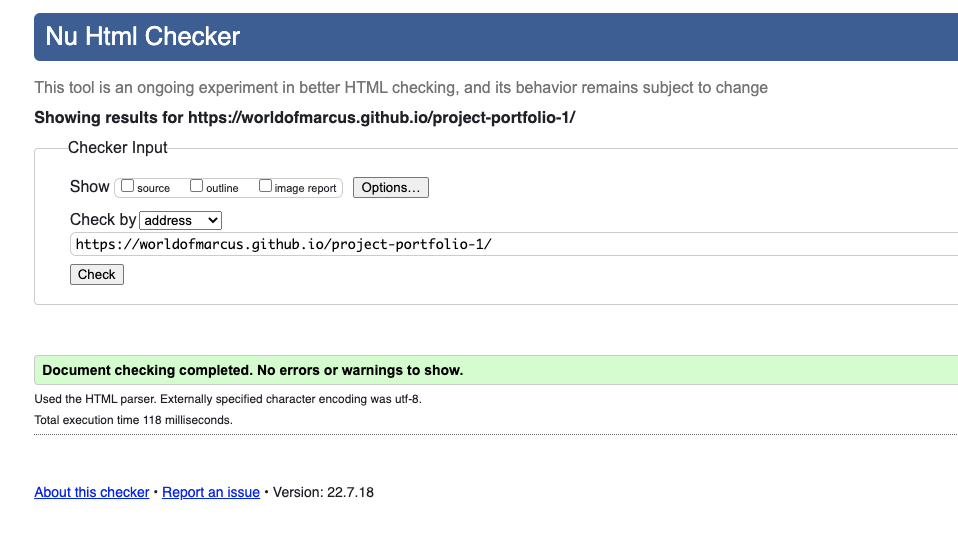 Nu Html Checker
This tool is an ongoing experiment in better HTML checking, and its behavior remains subject to change
Showing results for https://worldofmarcus.github.io/project-portfolio-1/
Checker Input
Show source outline image report Options...
Check by address
https://worldofmarcus.github.io/project-portfolio-1/
Check
Document checking completed. No errors or warnings to show.
Used the HTML parser. Externally specified character encoding was utf-8.
Total execution time 118 milliseconds.
About this checker • Report an issue • Version: 22.7.18